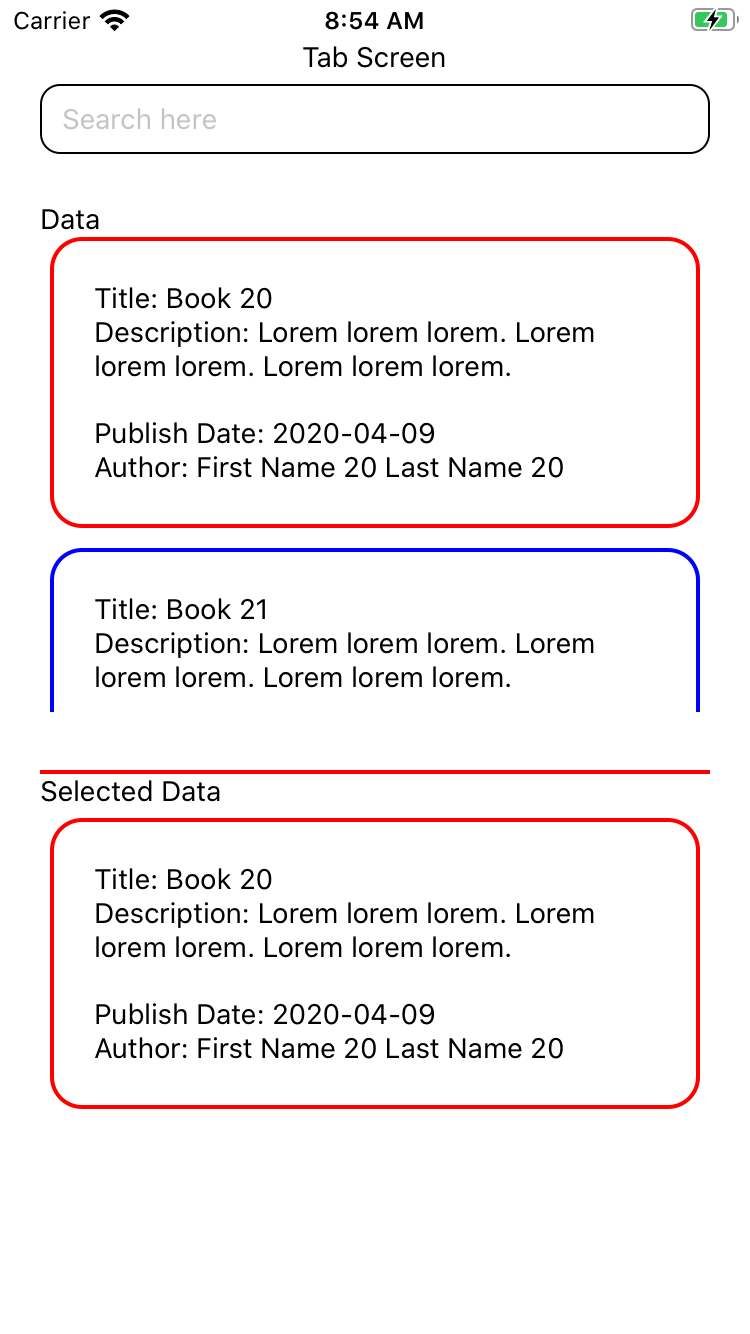 Carrier 8:54 AM
Tab Screen
Search here
Data
Title: Book 20
Description: Lorem lorem lorem. Lorem
lorem lorem. Lorem lorem lorem.
Publish Date: 2020-04-09
Author: First Name 20 Last Name 20
Title: Book 21
Description: Lorem lorem lorem. Lorem
lorem lorem. Lorem lorem lorem.
Selected Data
Title: Book 20
Description: Lorem lorem lorem. Lorem
lorem lorem. Lorem lorem lorem.
Publish Date: 2020-04-09
Author: First Name 20 Last Name 20